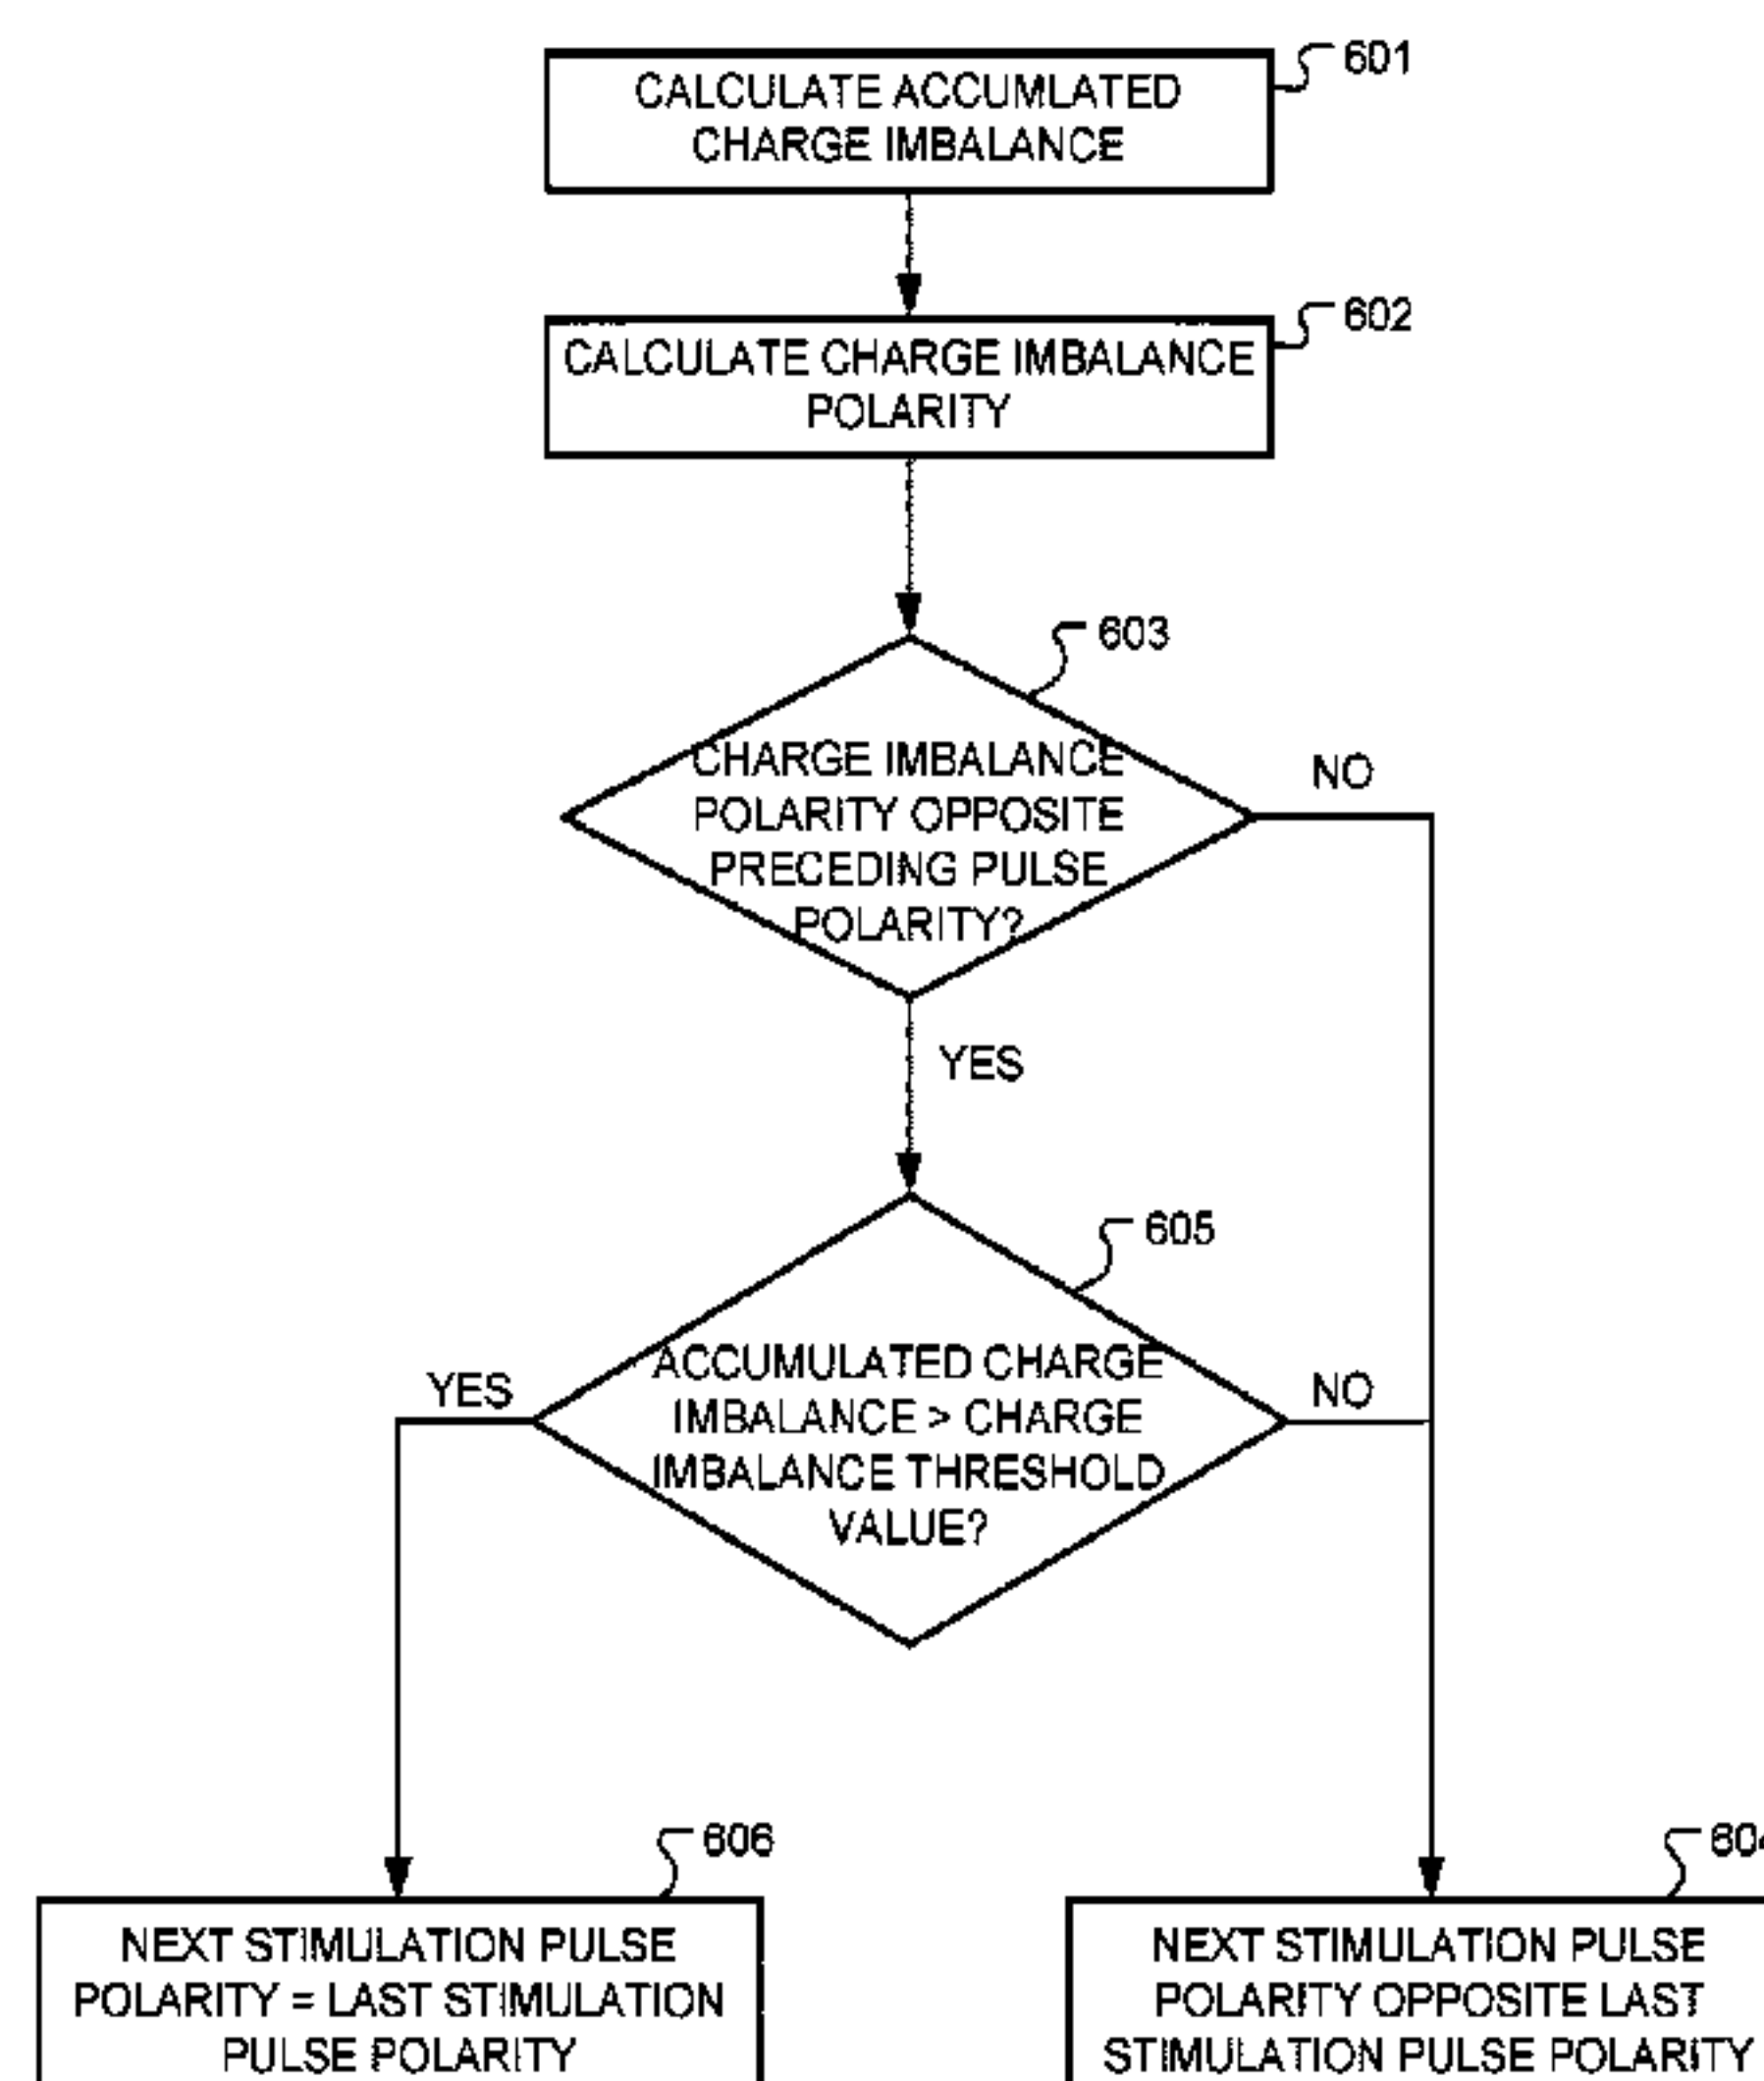 601
CALCULATE ACCUMLATED
CHARGE IMBALANCE
602
CALCULATE CHARGE IMBALANCE
POLARITY
603
CHARGE IMBALANCE
POLARITY OPPOSITE
PRECEDING PULSE
POLARITY?
NO
YES
605
ACCUMULATED CHARGE
IMBALANCE > CHARGE
IMBALANCE THRESHOLD
VALUE?
YES
NO
606
NEXT STIMULATION PULSE
POLARITY = LAST STIMULATION
PULSE POLARITY
604
NEXT STIMULATION PULSE
POLARITY OPPOSITE LAST
STIMULATION PULSE POLARITY